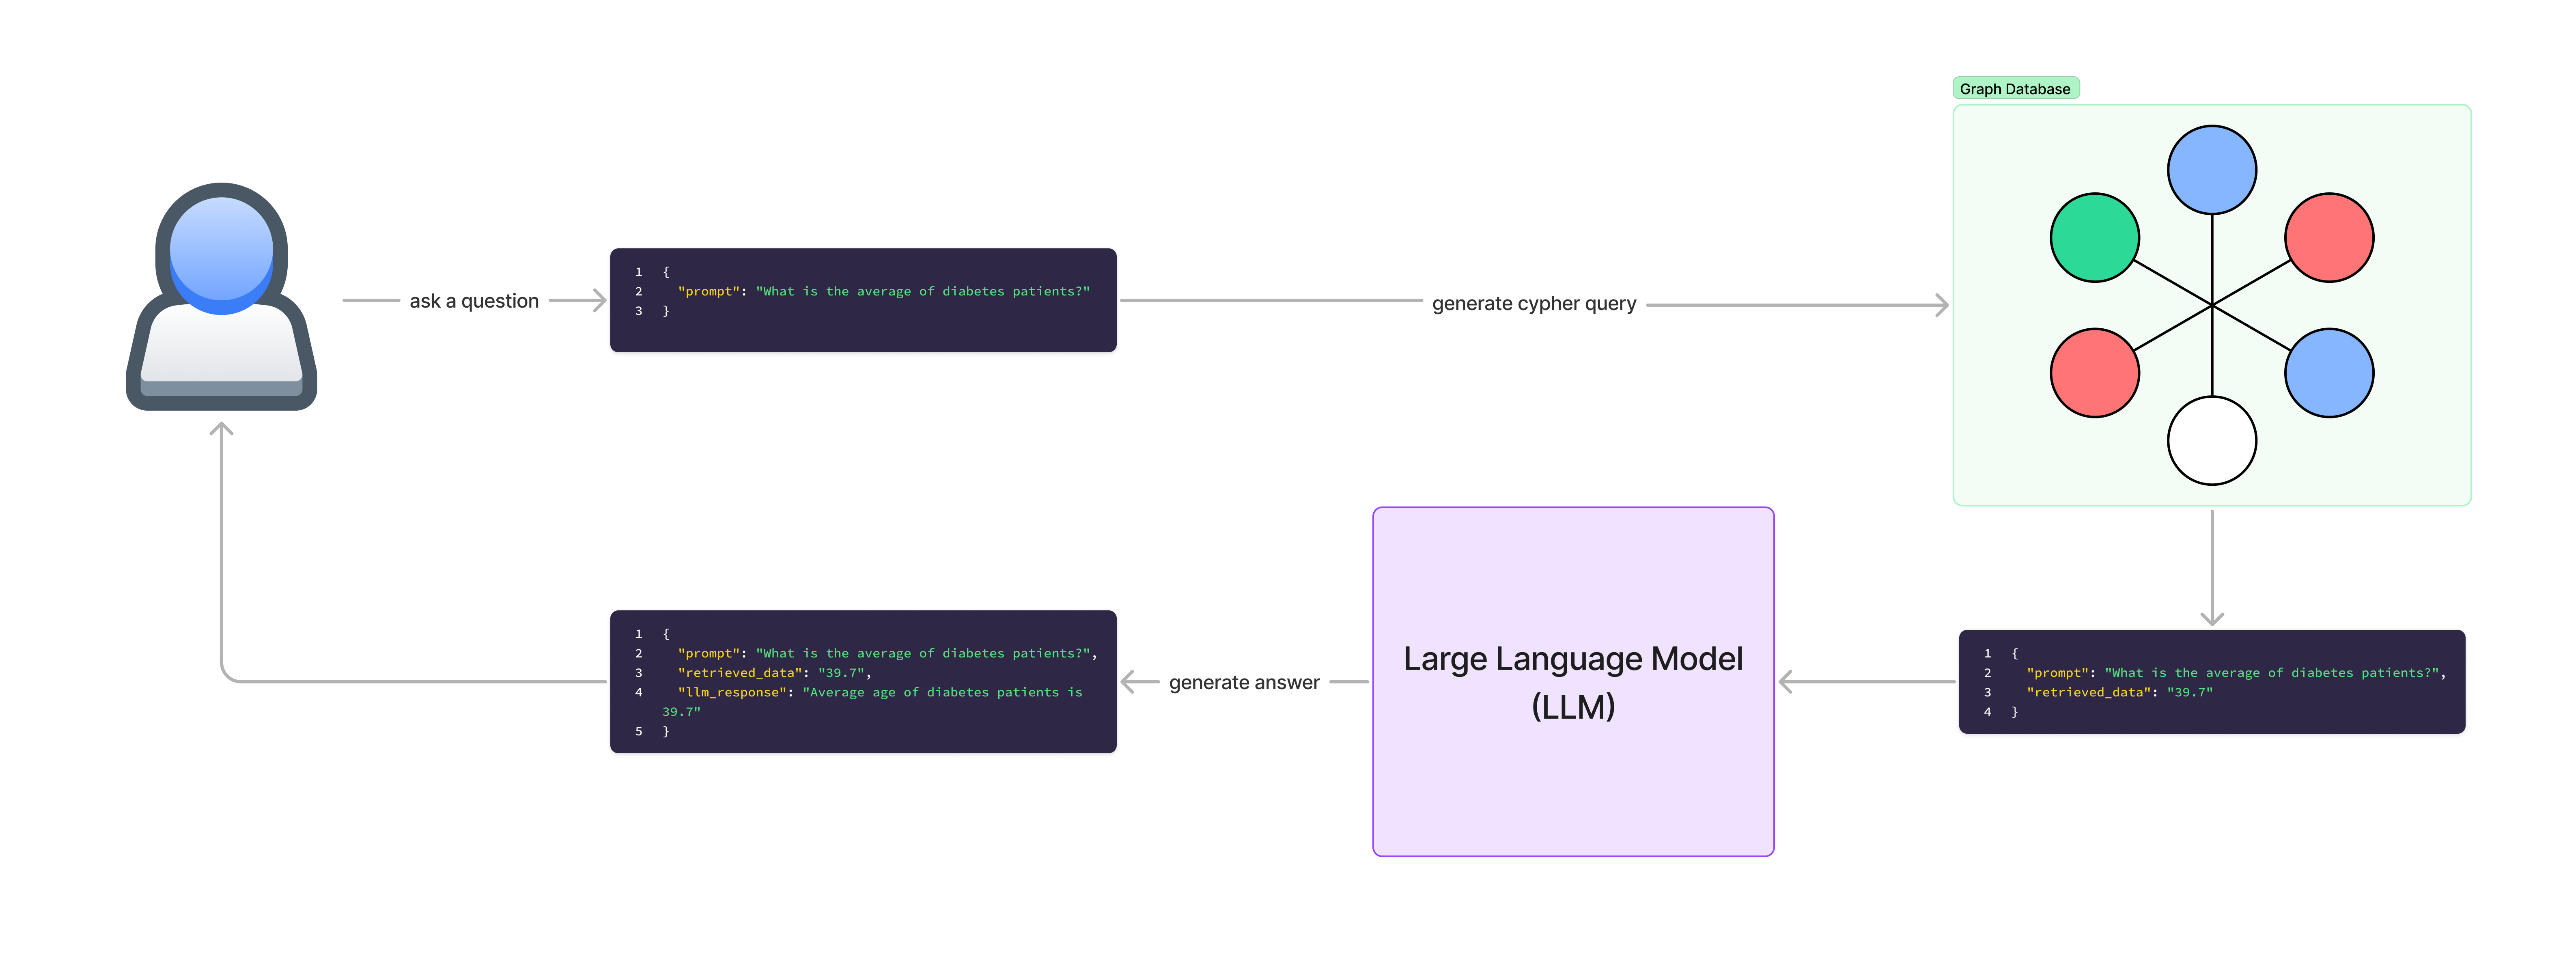 Graph Database
ask a question
1 {
2 "prompt": "What is the average of diabetes patients?"
3 }
generate cypher query
1 {
2 "prompt": "What is the average of diabetes patients?",
3 "retrieved_data": "39.7"
4 }
Large Language Model
(LLM)
generate answer
1 {
2 "prompt": "What is the average of diabetes patients?",
3 "retrieved_data": "39.7",
4 "llm_response": "Average age of diabetes patients is
39.7"
5 }